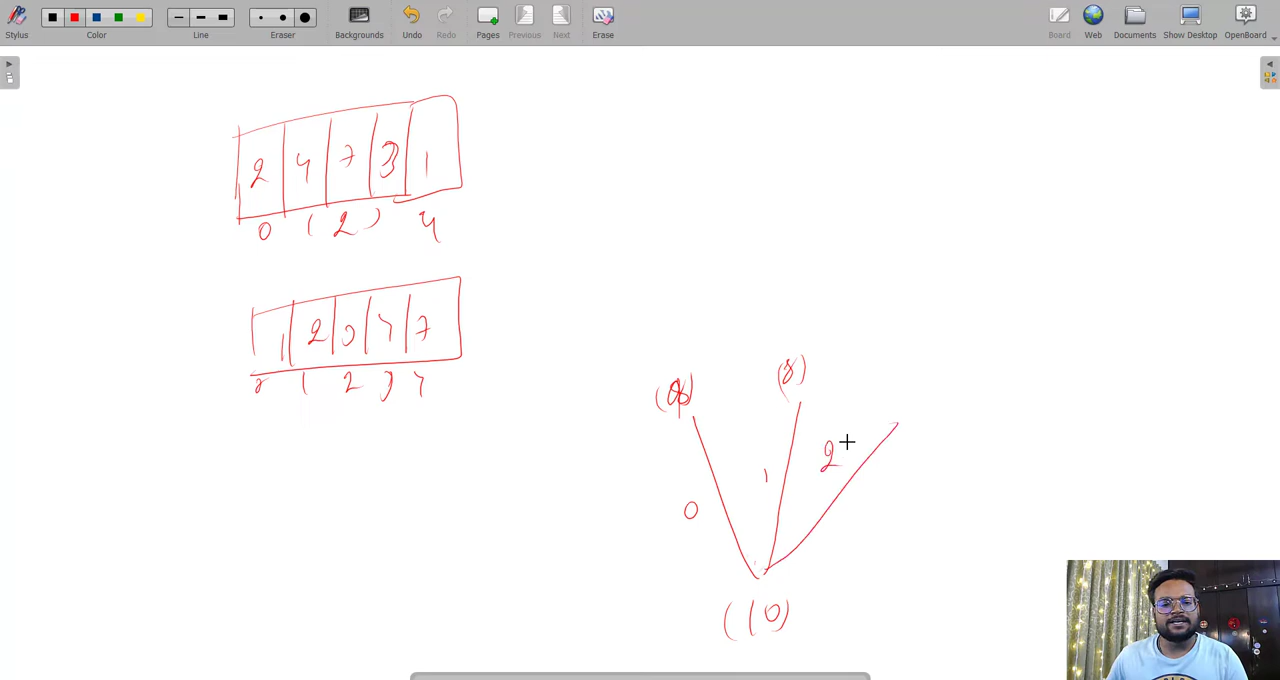 Stylus Color Line Eraser Backgrounds Undo Redo Pages Previous Next Erase Board Web Documents Show Desktop OpenBoard
2 4 7 3 1
0 1 2 3 4
1 2 3 4 7
1 2 3 4
(8)
2
1
0
(10)